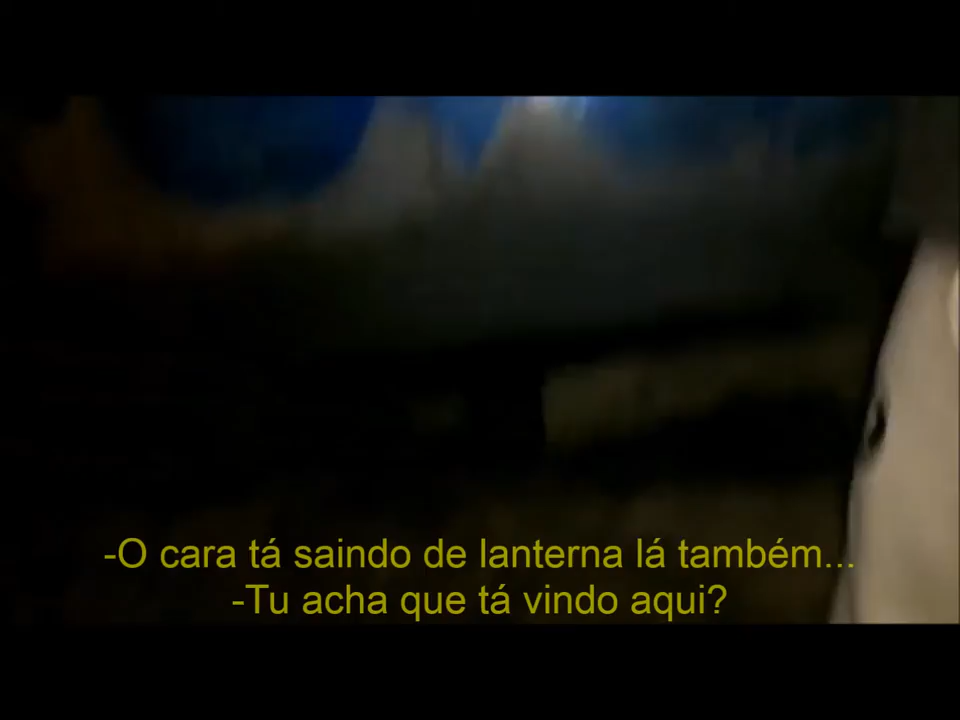 -O cara tá saindo de lanterna lá também...
-Tu acha que tá vindo aqui?